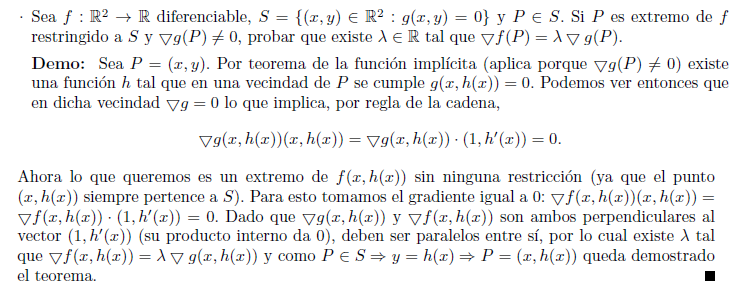 · Sea f : ℝ² → ℝ diferenciable, S = {(x, y) ∈ ℝ² : g(x, y) = 0} y P ∈ S. Si P es extremo de f
restringido a S y ▽g(P) ≠ 0, probar que existe λ ∈ ℝ tal que ▽f(P) = λ ▽ g(P).
Demo: Sea P = (x, y). Por teorema de la función implícita (aplica porque ▽g(P) ≠ 0) existe
una función h tal que en una vecindad de P se cumple g(x, h(x)) = 0. Podemos ver entonces que
en dicha vecindad ▽g = 0 lo que implica, por regla de la cadena,
▽g(x, h(x))(x, h(x)) = ▽g(x, h(x)) · (1, h′(x)) = 0.
Ahora lo que queremos es un extremo de f(x, h(x)) sin ninguna restricción (ya que el punto
(x, h(x)) siempre pertence a S). Para esto tomamos el gradiente igual a 0: ▽f(x, h(x))(x, h(x)) =
▽f(x, h(x)) · (1, h′(x)) = 0. Dado que ▽g(x, h(x)) y ▽f(x, h(x)) son ambos perpendiculares al
vector (1, h′(x)) (su producto interno da 0), deben ser paralelos entre sí, por lo cual existe λ tal
que ▽f(x, h(x)) = λ ▽ g(x, h(x)) y como P ∈ S ⇒ y = h(x) ⇒ P = (x, h(x)) queda demostrado
el teorema. ■